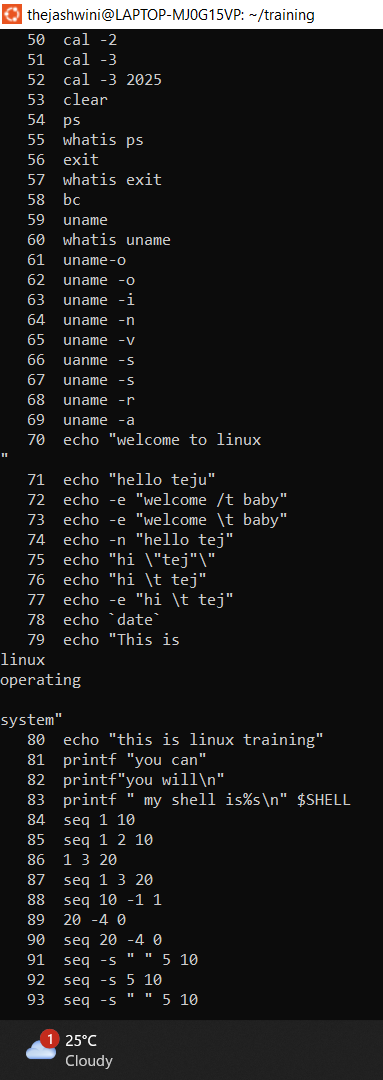 thejashwini@LAPTOP-MJ0G15VP: ~/training
50 cal -2
51 cal -3
52 cal -3 2025
53 clear
54 ps
55 whatis ps
56 exit
57 whatis exit
58 bc
59 uname
60 whatis uname
61 uname-o
62 uname -o
63 uname -i
64 uname -n
65 uname -v
66 uanme -s
67 uname -s
68 uname -r
69 uname -a
70 echo "welcome to linux
"
71 echo "hello teju"
72 echo -e "welcome /t baby"
73 echo -e "welcome \t baby"
74 echo -n "hello tej"
75 echo "hi \"tej"\"
76 echo "hi \t tej"
77 echo -e "hi \t tej"
78 echo `date`
79 echo "This is
linux
operating
system"
80 echo "this is linux training"
81 printf "you can"
82 printf"you will\n"
83 printf " my shell is%s\n" $SHELL
84 seq 1 10
85 seq 1 2 10
86 1 3 20
87 seq 1 3 20
88 seq 10 -1 1
89 20 -4 0
90 seq 20 -4 0
91 seq -s " " 5 10
92 seq -s 5 10
93 seq -s " " 5 10
1
25°C
Cloudy